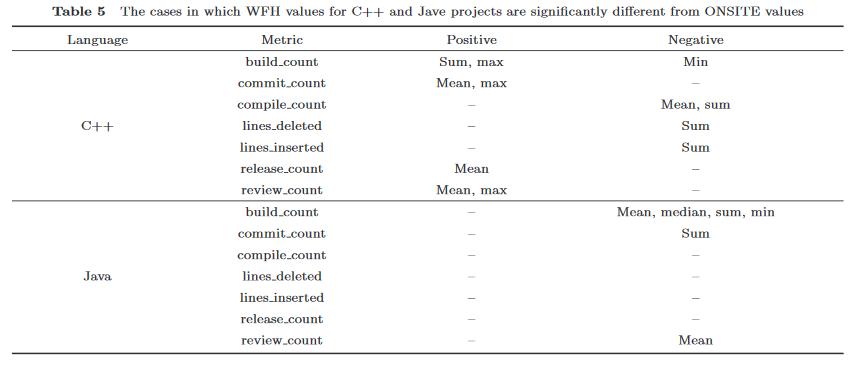 Table 5 The cases in which WFH values for C++ and Jave projects are significantly different from ONSITE values
Language Metric Positive Negative
build_count Sum, max Min
commit_count Mean, max –
compile_count – Mean, sum
C++ lines_deleted – Sum
lines_inserted – Sum
release_count Mean –
review_count Mean, max –
build_count – Mean, median, sum, min
commit_count – Sum
compile_count – –
Java lines_deleted – –
lines_inserted – –
release_count – –
review_count – Mean